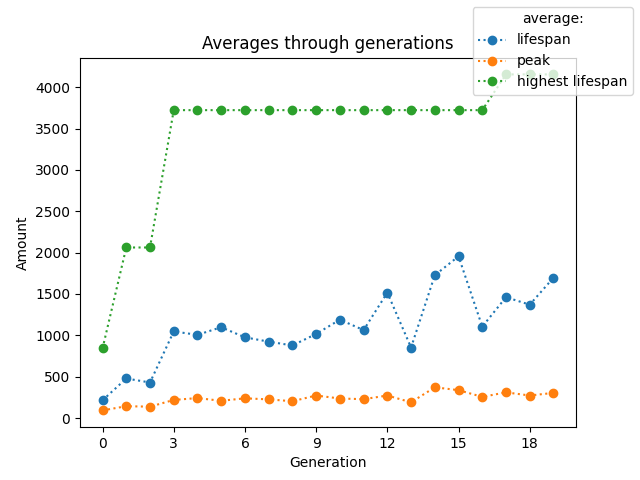 average:
lifespan
peak
highest lifespan
Averages through generations
4000
3500
3000
2500
2000
1500
1000
500
0
Amount
0 3 6 9 12 15 18
Generation